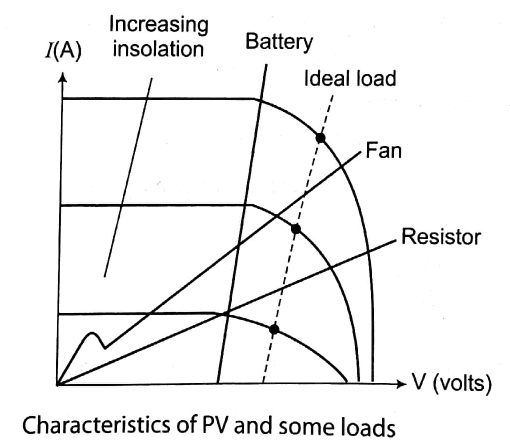 Increasing
insolation
I(A)
Battery
Ideal load
Fan
Resistor
V (volts)
Characteristics of PV and some loads